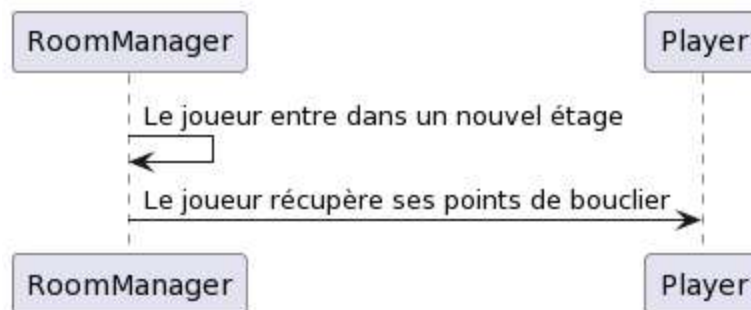 RoomManager
Player
Le joueur entre dans un nouvel étage
Le joueur récupère ses points de bouclier
RoomManager
Player